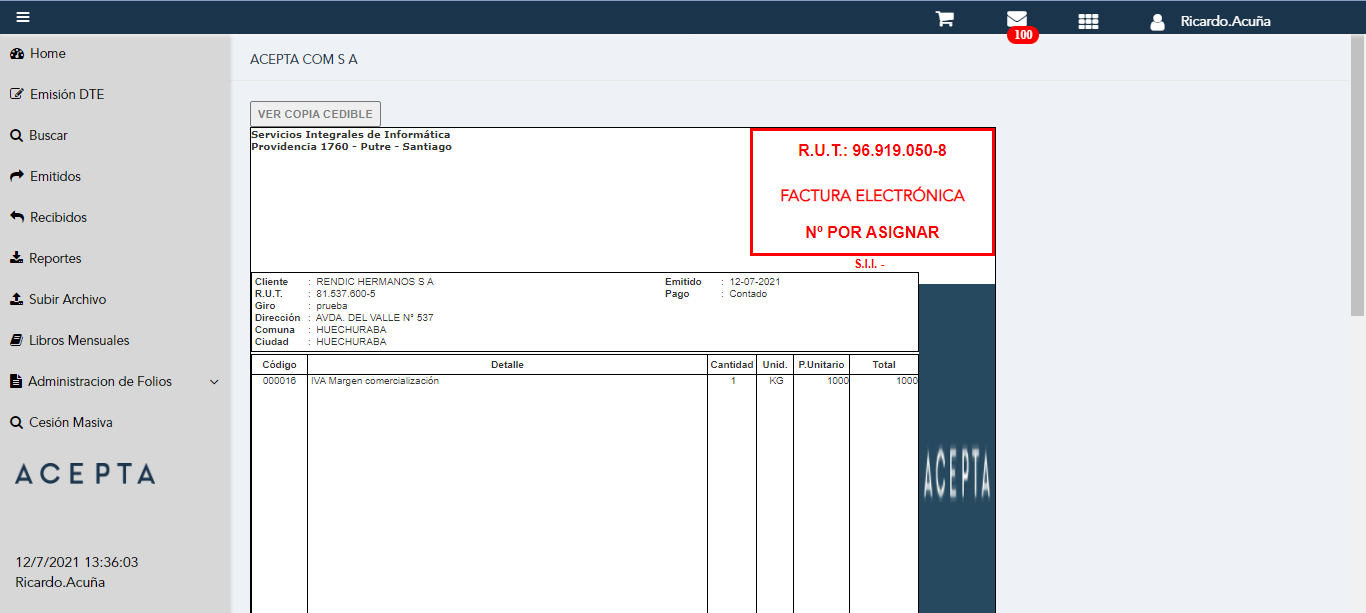 Ricardo.Acuña
100
Home
Emisión DTE
Buscar
Emitidos
Recibidos
Reportes
Subir Archivo
Libros Mensuales
Administracion de Folios
Cesión Masiva
ACEPTA
12/7/2021 13:36:03
Ricardo.Acuña
ACEPTA COM S A
VER COPIA CEDIBLE
Servicios Integrales de Informática
Providencia 1760 - Putre - Santiago
R.U.T.: 96.919.050-8
FACTURA ELECTRÓNICA
Nº POR ASIGNAR
S.I.I. -
Cliente : RENDIC HERMANOS S A Emitido : 12-07-2021
R.U.T. : 81.537.600-5 Pago : Contado
Giro : prueba
Dirección : AVDA. DEL VALLE N° 537
Comuna : HUECHURABA
Ciudad : HUECHURABA
Código Detalle Cantidad Unid. P.Unitario Total
000016 IVA Margen comercialización 1 KG 1000 1000
ACEPTA